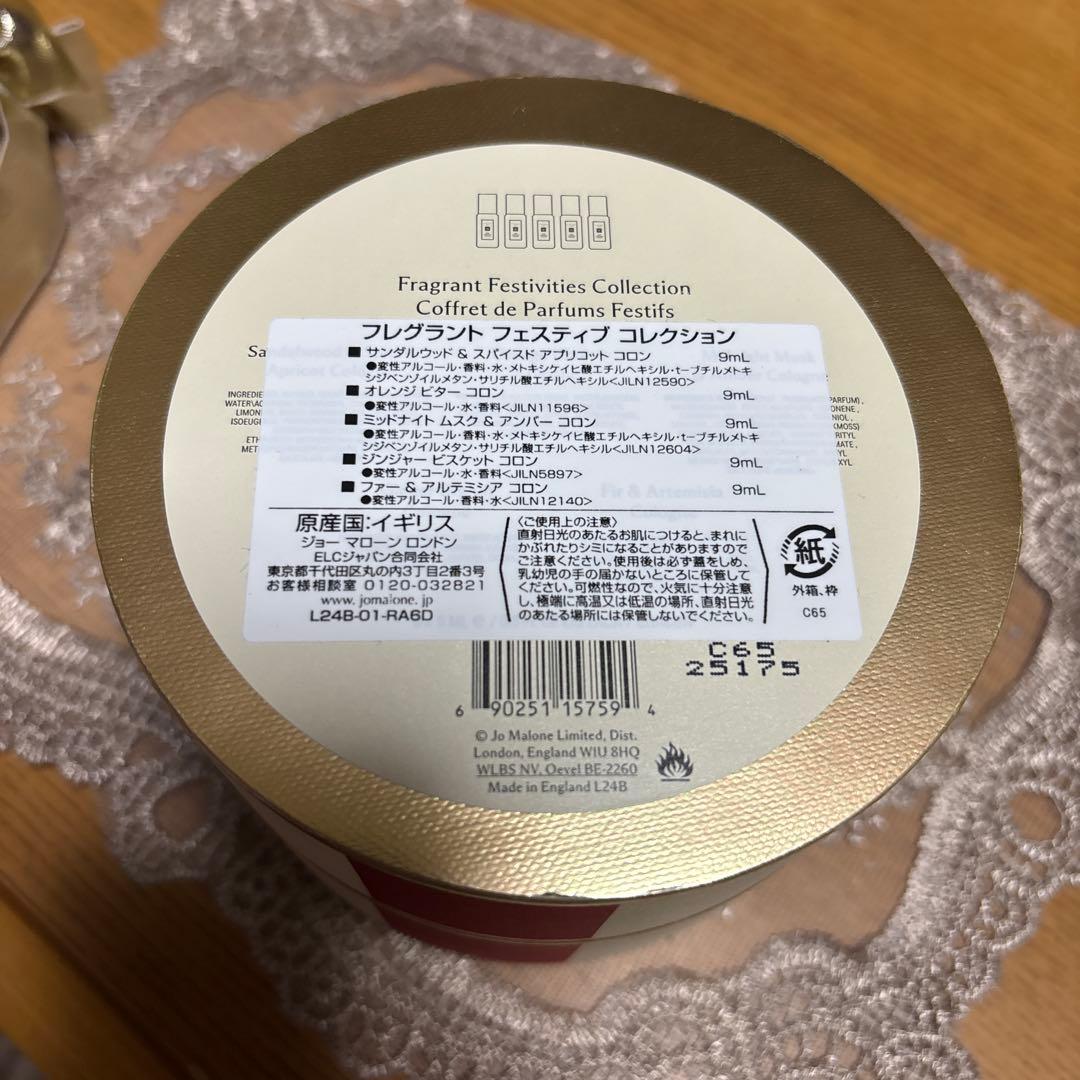 Fragrant Festivities Collection
Coffret de Parfums Festifs
フレグラント フェスティブ コレクション
■ サンダルウッド & スパイスド アプリコット コロン 9mL
●変性アルコール・香料・水・メトキシケイヒ酸エチルヘキシル・t-ブチルメトキ
シジベンゾイルメタン・サリチル酸エチルヘキシル<JILN12590>
■ オレンジ ビター コロン 9mL
●変性アルコール・水・香料<JILN11596>
■ ミッドナイト ムスク & アンバー コロン 9mL
●変性アルコール・香料・水・メトキシケイヒ酸エチルヘキシル・t-ブチルメトキ
シジベンゾイルメタン・サリチル酸エチルヘキシル<JILN12604>
■ ジンジャー ビスケット コロン 9mL
●変性アルコール・水・香料<JILN5897>
■ ファー & アルテミシア コロン 9mL
●変性アルコール・香料・水<JILN12140>
原産国:イギリス
ジョー マローン ロンドン
ELCジャパン合同会社
東京都千代田区丸の内3丁目2番3号
お客様相談室 0120-032821
www.jomalone.jp
L24B-01-RA6D
〈ご使用上の注意〉
直射日光のあたるお肌につけると、まれに
かぶれたりシミになることがありますので
ご注意ください。使用後は必ず蓋をしめ、
乳幼児の手の届かないところに保管して
ください。可燃性なので、火気に十分注意
し、極端に高温又は低温の場所、直射日光
のあたる場所には保管しないでください。
紙
外箱、枠
C65
Fir & Artemisia
C65
25175
6 90251 15759 4
© Jo Malone Limited, Dist.
London, England W1U 8HQ
WLBS NV, Oevel BE-2260
Made in England L24B